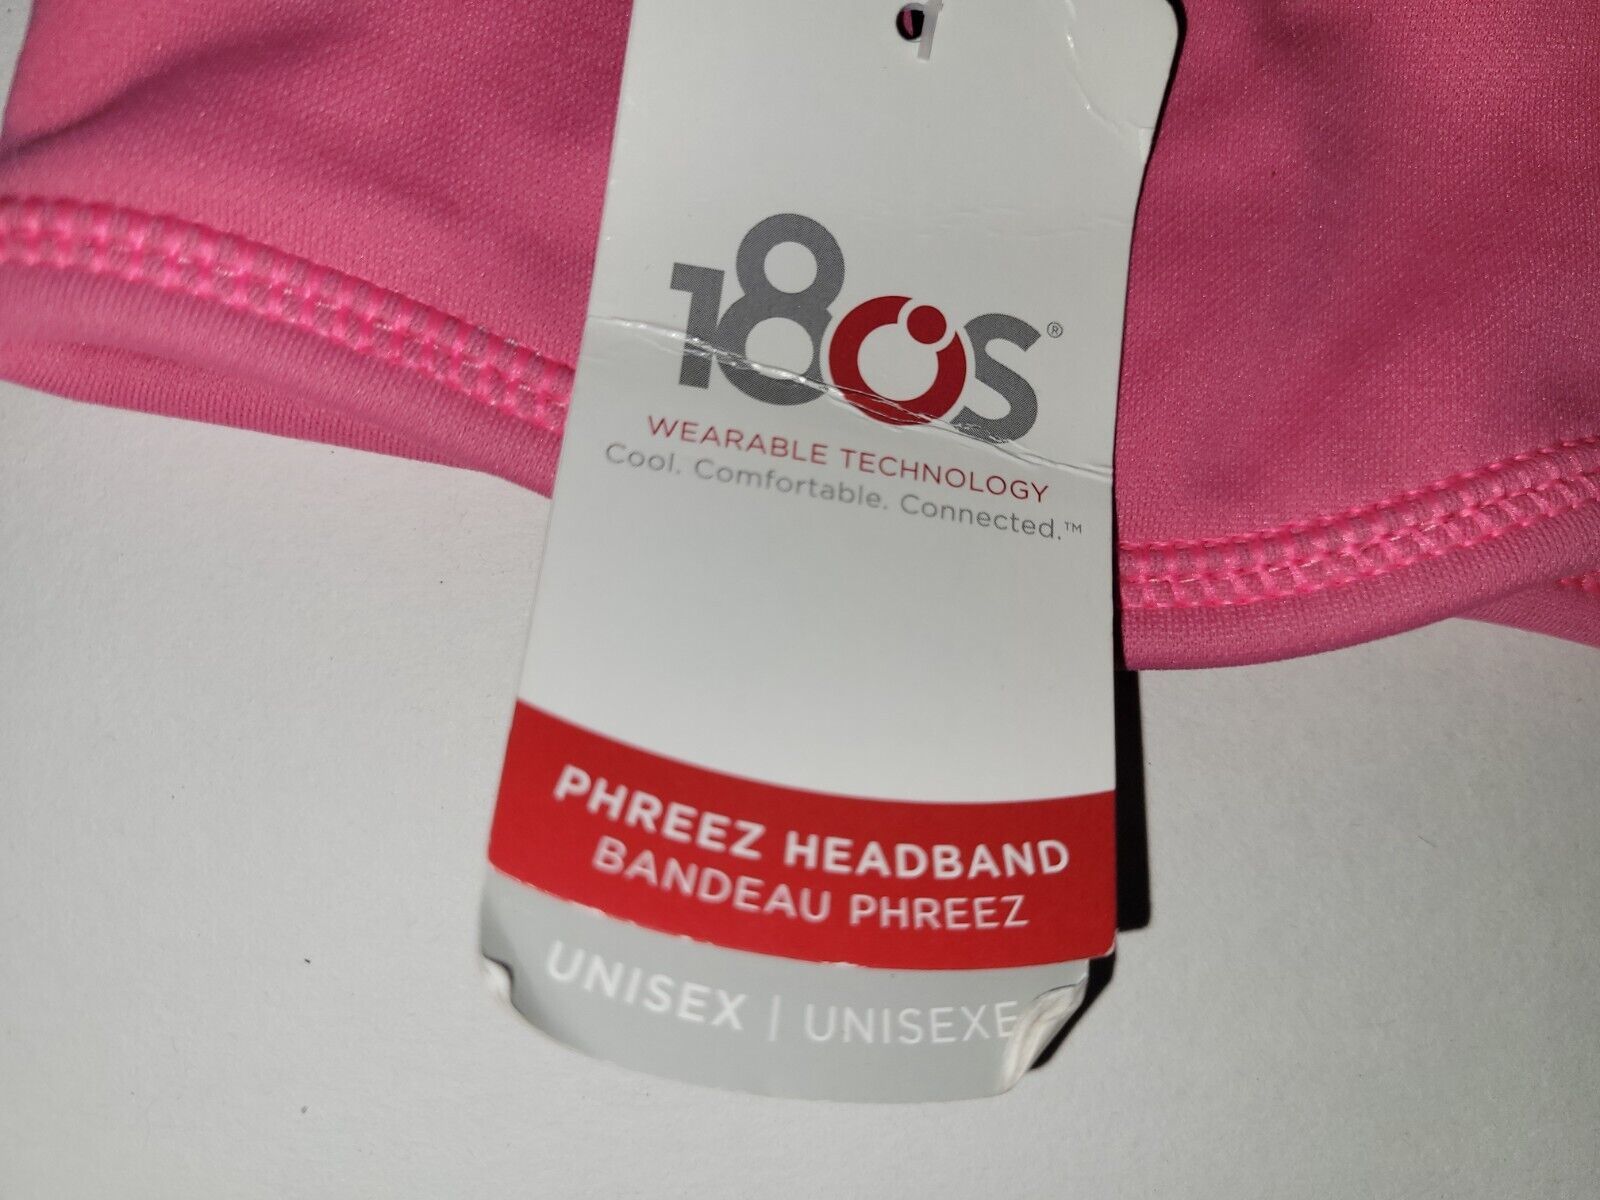 180s®
WEARABLE TECHNOLOGY
Cool. Comfortable. Connected.™
PHREEZ HEADBAND
BANDEAU PHREEZ
UNISEX | UNISEXE